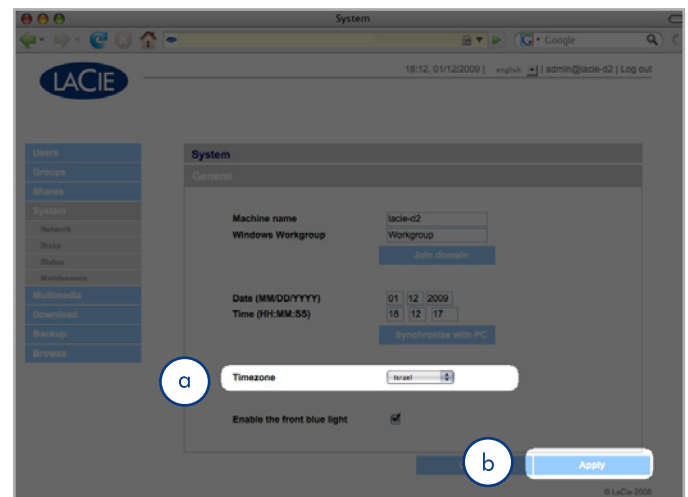 System
Google
LACIE
18:12, 01/12/2009 | english | admin@lacie-d2 | Log out
Users
Groups
Shares
System
Network
Disks
Status
Maintenance
Multimedia
Download
Backup
Browse
System
General
Machine name lacie-d2
Windows Workgroup Workgroup
Join domain
Date (MM/DD/YYYY) 01 12 2009
Time (HH:MM:SS) 18 12 17
Synchronize with PC
a
Timezone Israel
Enable the front blue light
b
Apply
© LaCie 2008